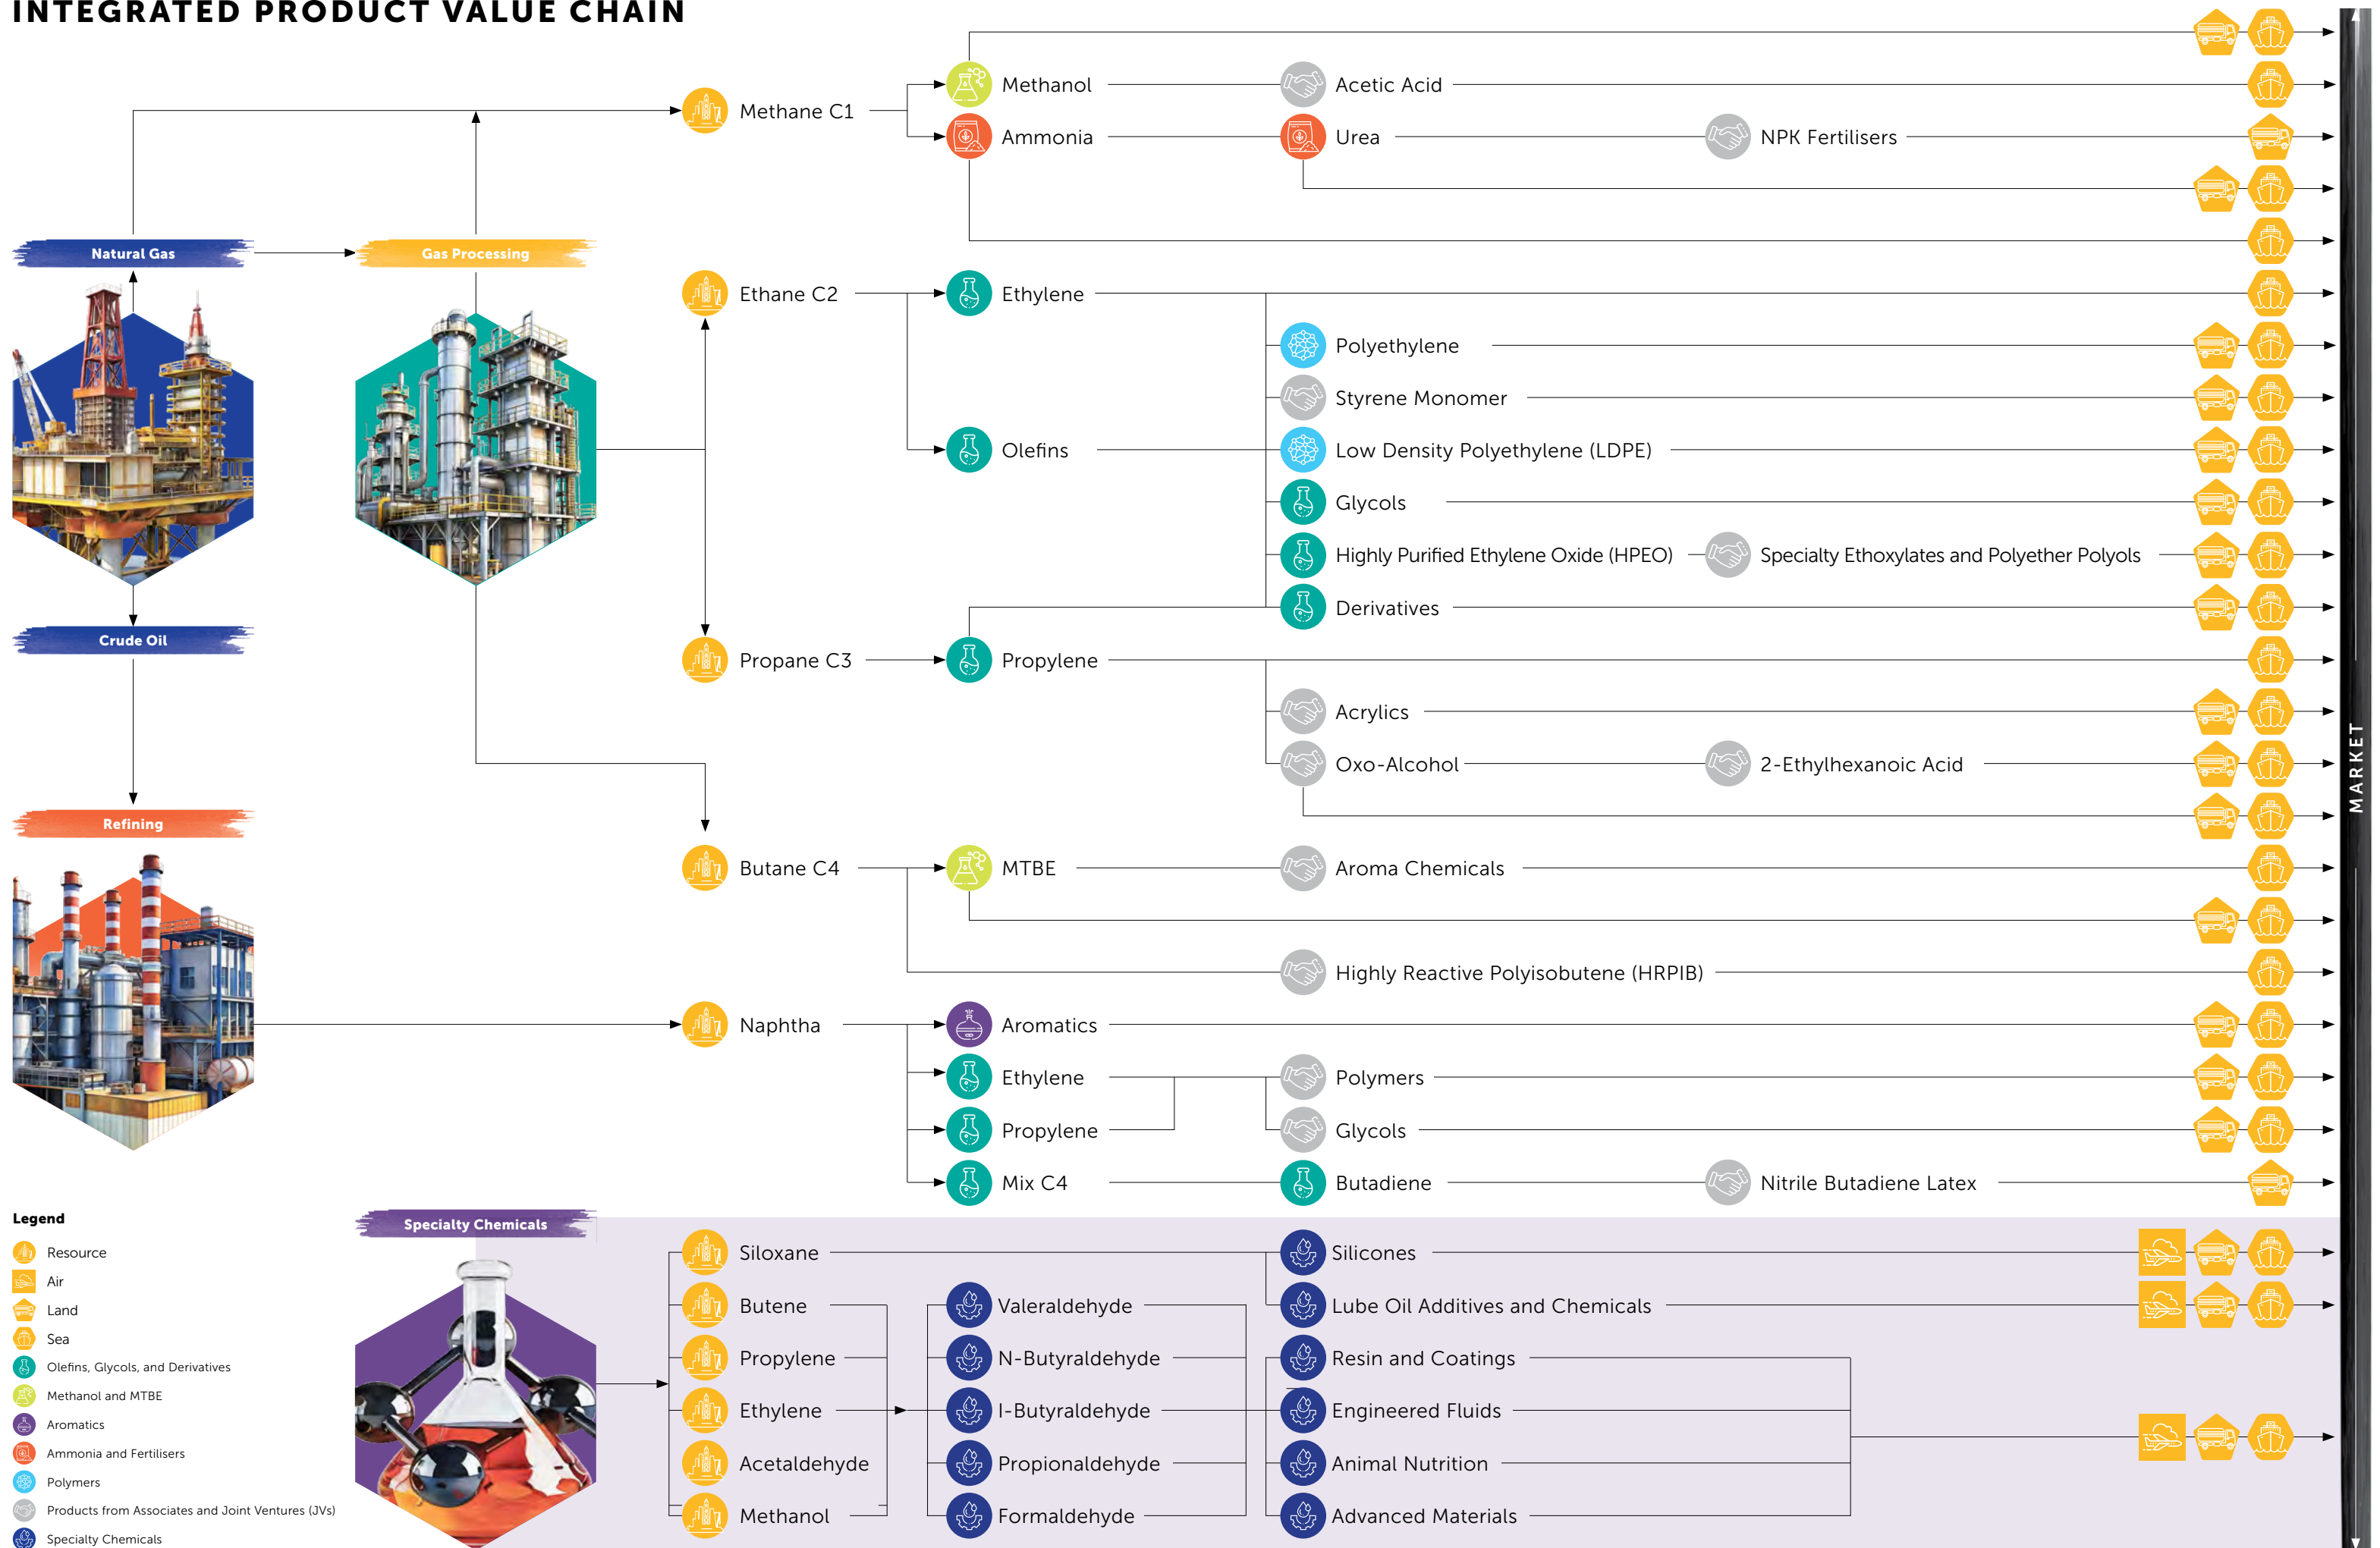 INTEGRATED PRODUCT VALUE CHAIN
Methane C1
Methanol
Acetic Acid
Ammonia
Urea
NPK Fertilisers
Natural Gas
Gas Processing
Ethane C2
Ethylene
Polyethylene
Styrene Monomer
Olefins
Low Density Polyethylene (LDPE)
Glycols
Highly Purified Ethylene Oxide (HPEO)
Specialty Ethoxylates and Polyether Polyols
Derivatives
Crude Oil
Propane C3
Propylene
Acrylics
Oxo-Alcohol
2-Ethylhexanoic Acid
MARKET
Refining
Butane C4
MTBE
Aroma Chemicals
Highly Reactive Polyisobutene (HRPIB)
Naphtha
Aromatics
Ethylene
Polymers
Propylene
Glycols
Mix C4
Butadiene
Nitrile Butadiene Latex
Specialty Chemicals
Siloxane
Silicones
Butene
Valeraldehyde
Lube Oil Additives and Chemicals
Propylene
N-Butyraldehyde
Resin and Coatings
Ethylene
I-Butyraldehyde
Engineered Fluids
Acetaldehyde
Propionaldehyde
Animal Nutrition
Methanol
Formaldehyde
Advanced Materials
Legend
Resource
Air
Land
Sea
Olefins, Glycols, and Derivatives
Methanol and MTBE
Aromatics
Ammonia and Fertilisers
Polymers
Products from Associates and Joint Ventures (JVs)
Specialty Chemicals